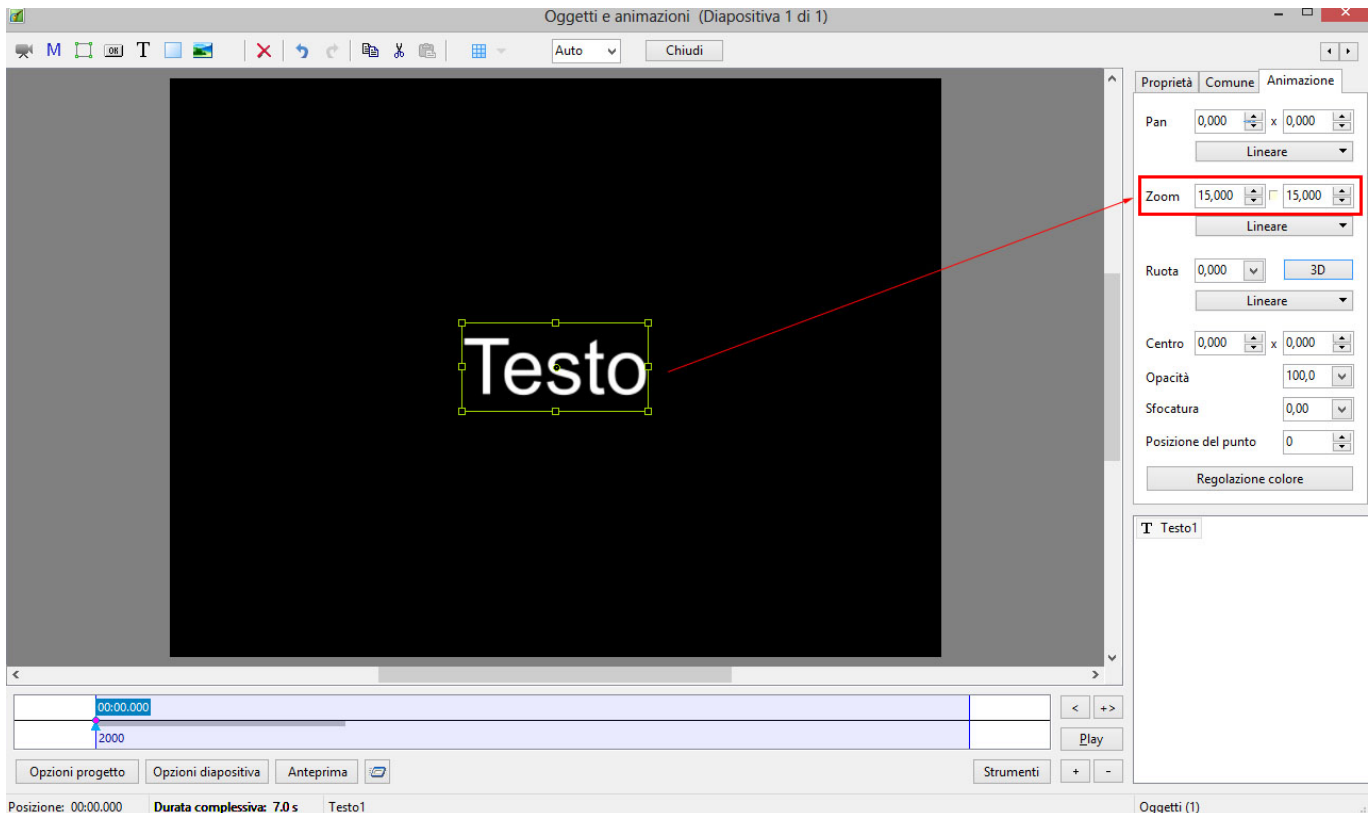 Oggetti e animazioni (Diapositiva 1 di 1)
M OK T Auto Chiudi
Proprietà Comune Animazione
Pan 0,000 x 0,000
Lineare
Zoom 15,000 15,000
Lineare
Ruota 0,000 3D
Lineare
Centro 0,000 x 0,000
Opacità 100,0
Sfocatura 0,00
Posizione del punto 0
Regolazione colore
Testo
T Testo1
00:00.000
2000
< +>
Play
Opzioni progetto Opzioni diapositiva Anteprima Strumenti + -
Posizione: 00:00.000 Durata complessiva: 7.0 s Testo1 Oggetti (1)